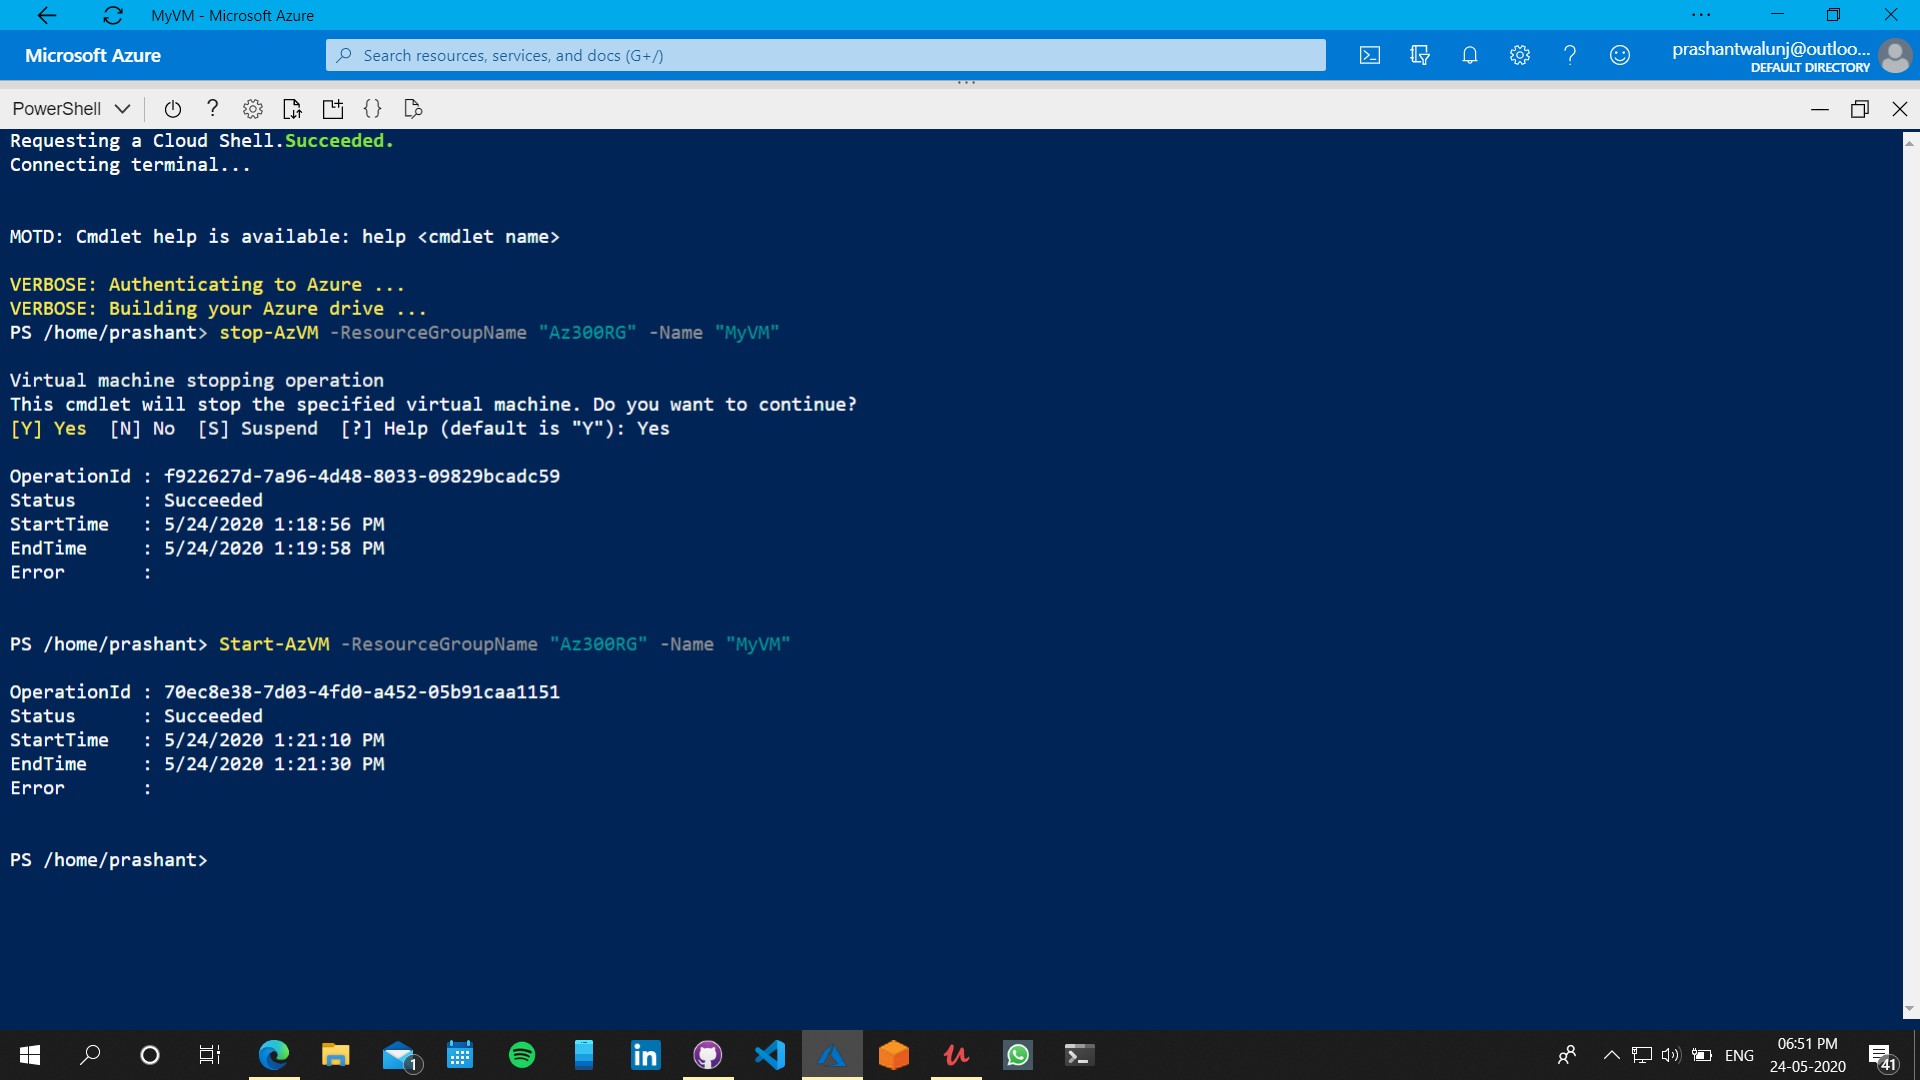 MyVM - Microsoft Azure
Microsoft Azure
Search resources, services, and docs (G+/)
prashantwalunj@outloo...
DEFAULT DIRECTORY
PowerShell
Requesting a Cloud Shell.Succeeded.
Connecting terminal...
MOTD: Cmdlet help is available: help <cmdlet name>
VERBOSE: Authenticating to Azure ...
VERBOSE: Building your Azure drive ...
PS /home/prashant> stop-AzVM -ResourceGroupName "Az300RG" -Name "MyVM"
Virtual machine stopping operation
This cmdlet will stop the specified virtual machine. Do you want to continue?
[Y] Yes  [N] No  [S] Suspend  [?] Help (default is "Y"): Yes
OperationId : f922627d-7a96-4d48-8033-09829bcadc59
Status      : Succeeded
StartTime   : 5/24/2020 1:18:56 PM
EndTime     : 5/24/2020 1:19:58 PM
Error       :
PS /home/prashant> Start-AzVM -ResourceGroupName "Az300RG" -Name "MyVM"
OperationId : 70ec8e38-7d03-4fd0-a452-05b91caa1151
Status      : Succeeded
StartTime   : 5/24/2020 1:21:10 PM
EndTime     : 5/24/2020 1:21:30 PM
Error       :
PS /home/prashant>
1
ENG
06:51 PM
24-05-2020
41